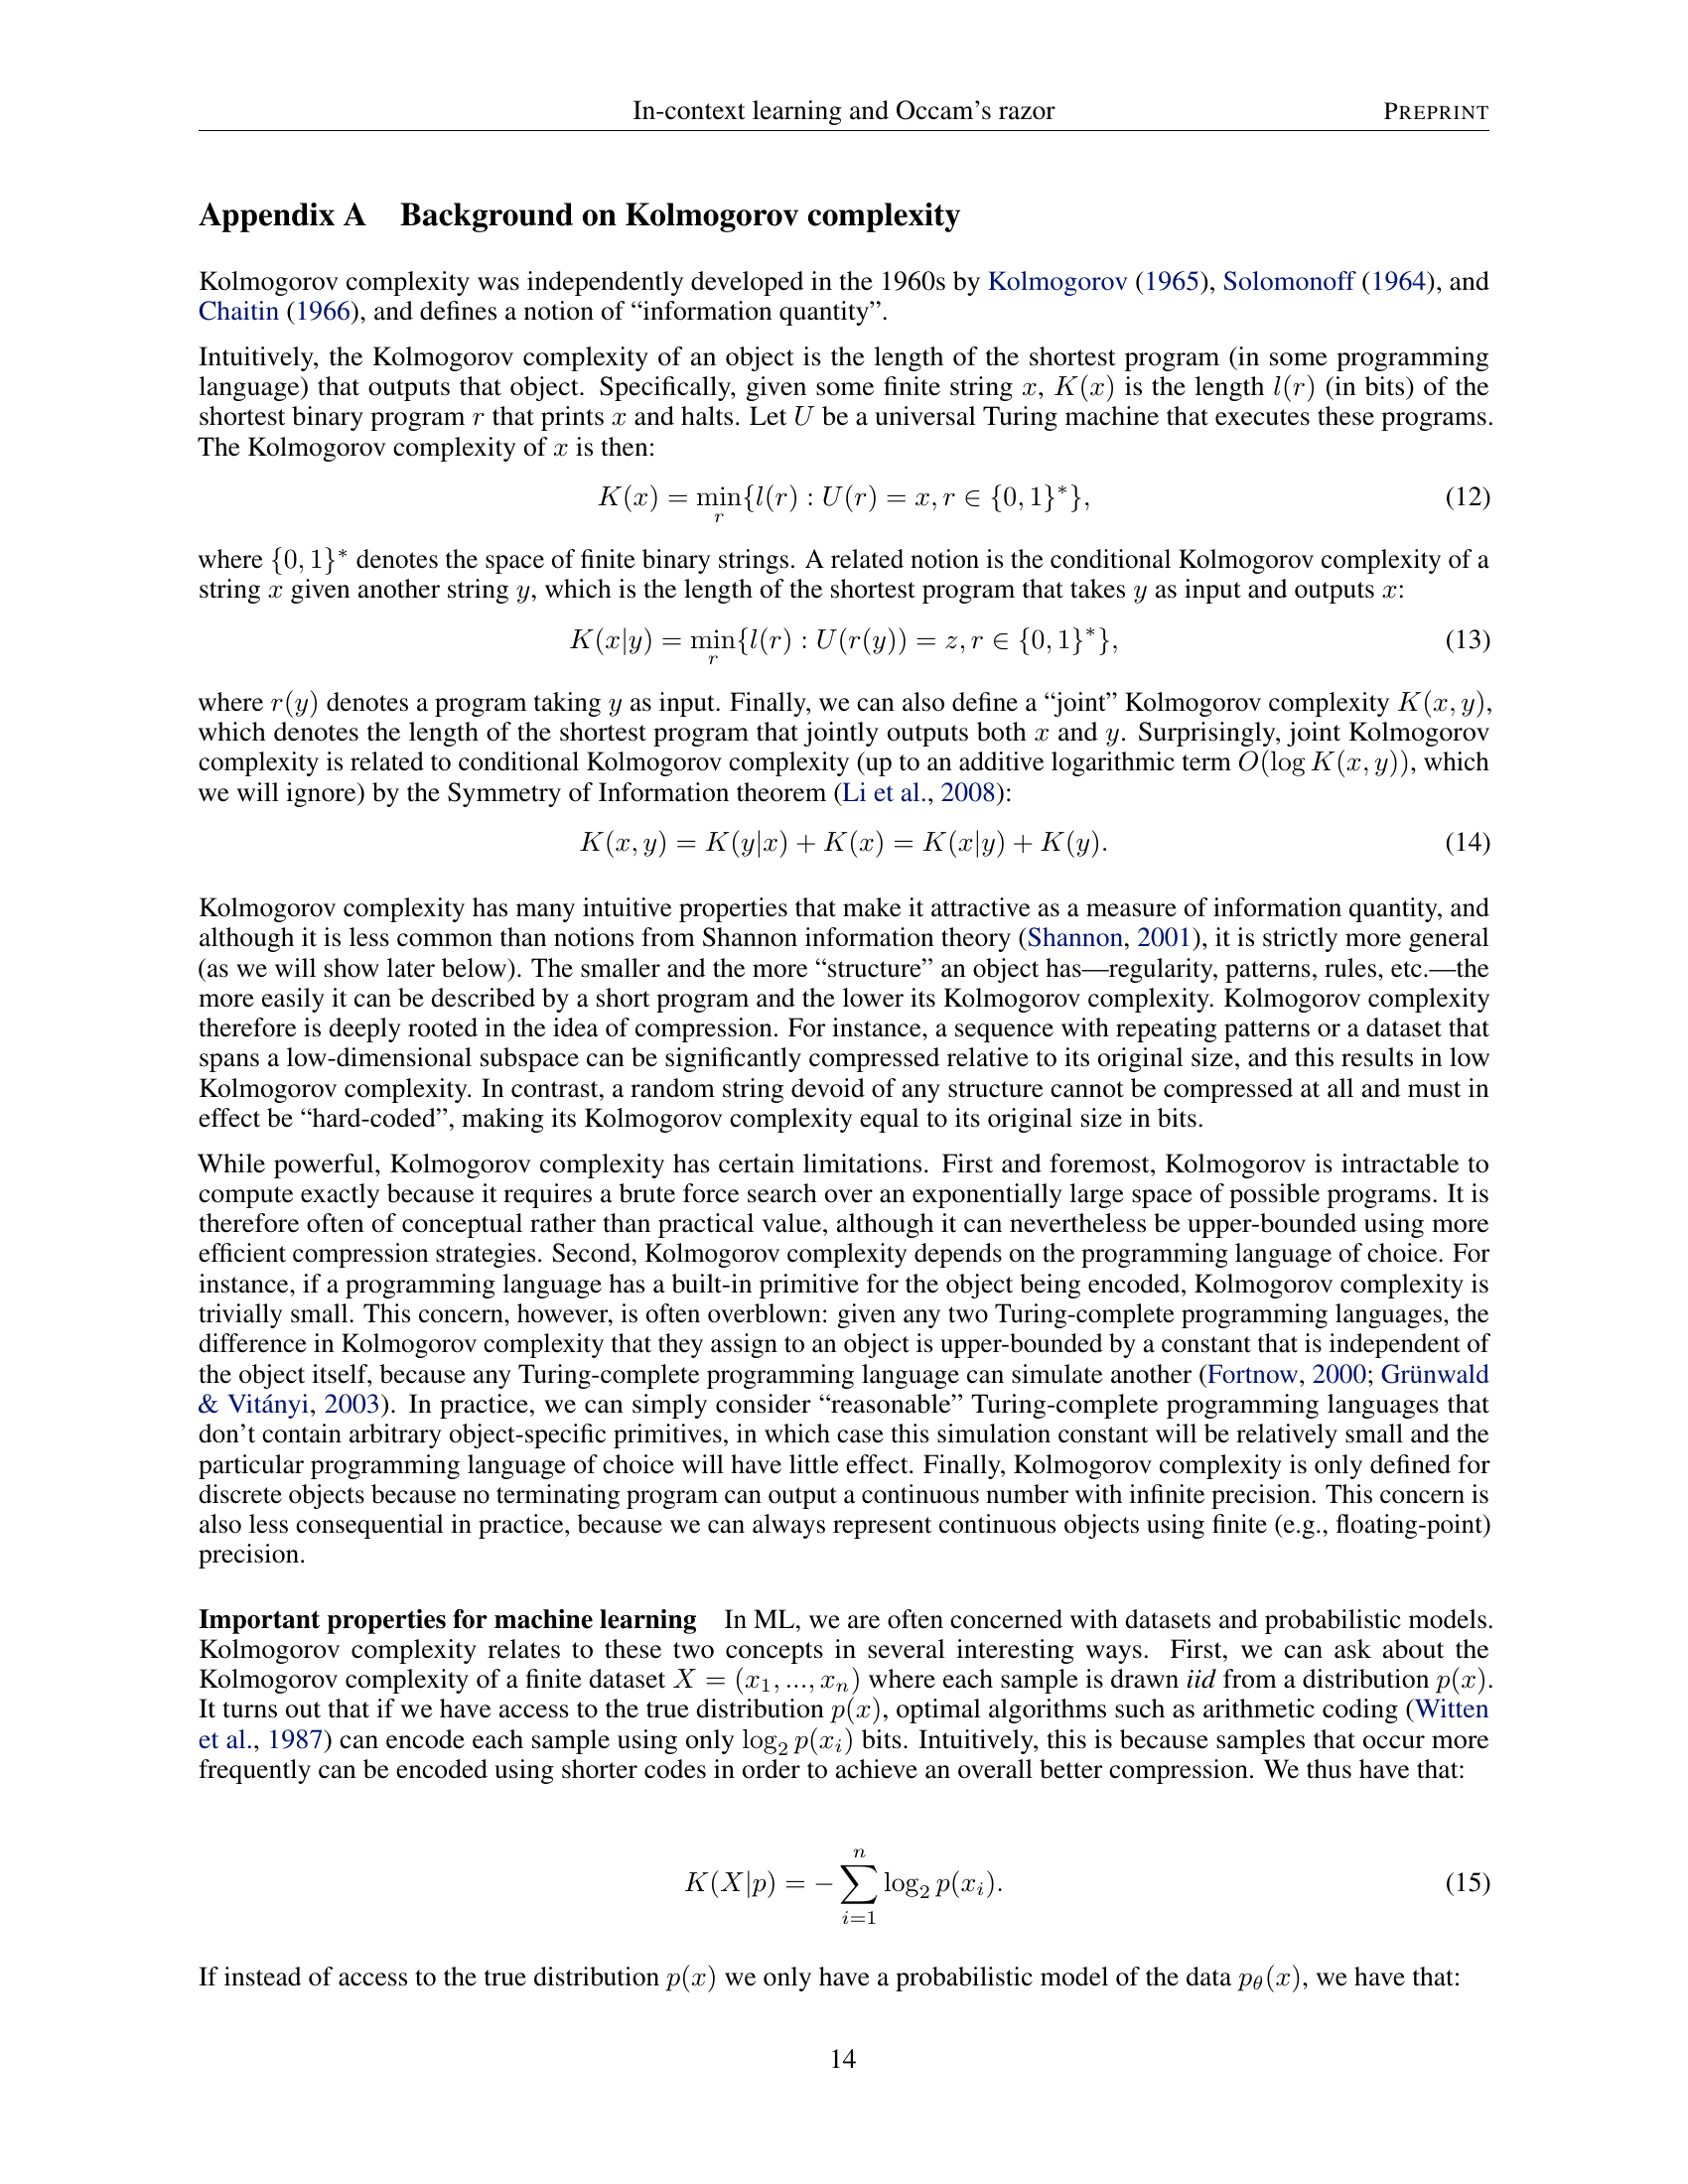 In-context learning and Occam's razor PREPRINT
Appendix A Background on Kolmogorov complexity
Kolmogorov complexity was independently developed in the 1960s by Kolmogorov (1965), Solomonoff (1964), and
Chaitin (1966), and defines a notion of “information quantity”.
Intuitively, the Kolmogorov complexity of an object is the length of the shortest program (in some programming
language) that outputs that object. Specifically, given some finite string x, K(x) is the length l(r) (in bits) of the
shortest binary program r that prints x and halts. Let U be a universal Turing machine that executes these programs.
The Kolmogorov complexity of x is then:
K(x) = min_r{l(r) : U(r) = x, r ∈ {0, 1}*}, (12)
where {0, 1}* denotes the space of finite binary strings. A related notion is the conditional Kolmogorov complexity of a
string x given another string y, which is the length of the shortest program that takes y as input and outputs x:
K(x|y) = min_r{l(r) : U(r(y)) = z, r ∈ {0, 1}*}, (13)
where r(y) denotes a program taking y as input. Finally, we can also define a “joint” Kolmogorov complexity K(x, y),
which denotes the length of the shortest program that jointly outputs both x and y. Surprisingly, joint Kolmogorov
complexity is related to conditional Kolmogorov complexity (up to an additive logarithmic term O(log K(x, y)), which
we will ignore) by the Symmetry of Information theorem (Li et al., 2008):
K(x, y) = K(y|x) + K(x) = K(x|y) + K(y). (14)
Kolmogorov complexity has many intuitive properties that make it attractive as a measure of information quantity, and
although it is less common than notions from Shannon information theory (Shannon, 2001), it is strictly more general
(as we will show later below). The smaller and the more “structure” an object has—regularity, patterns, rules, etc.—the
more easily it can be described by a short program and the lower its Kolmogorov complexity. Kolmogorov complexity
therefore is deeply rooted in the idea of compression. For instance, a sequence with repeating patterns or a dataset that
spans a low-dimensional subspace can be significantly compressed relative to its original size, and this results in low
Kolmogorov complexity. In contrast, a random string devoid of any structure cannot be compressed at all and must in
effect be “hard-coded”, making its Kolmogorov complexity equal to its original size in bits.
While powerful, Kolmogorov complexity has certain limitations. First and foremost, Kolmogorov is intractable to
compute exactly because it requires a brute force search over an exponentially large space of possible programs. It is
therefore often of conceptual rather than practical value, although it can nevertheless be upper-bounded using more
efficient compression strategies. Second, Kolmogorov complexity depends on the programming language of choice. For
instance, if a programming language has a built-in primitive for the object being encoded, Kolmogorov complexity is
trivially small. This concern, however, is often overblown: given any two Turing-complete programming languages, the
difference in Kolmogorov complexity that they assign to an object is upper-bounded by a constant that is independent of
the object itself, because any Turing-complete programming language can simulate another (Fortnow, 2000; Grünwald
& Vitányi, 2003). In practice, we can simply consider “reasonable” Turing-complete programming languages that
don't contain arbitrary object-specific primitives, in which case this simulation constant will be relatively small and the
particular programming language of choice will have little effect. Finally, Kolmogorov complexity is only defined for
discrete objects because no terminating program can output a continuous number with infinite precision. This concern is
also less consequential in practice, because we can always represent continuous objects using finite (e.g., floating-point)
precision.
Important properties for machine learning In ML, we are often concerned with datasets and probabilistic models.
Kolmogorov complexity relates to these two concepts in several interesting ways. First, we can ask about the
Kolmogorov complexity of a finite dataset X = (x₁, ..., xₙ) where each sample is drawn iid from a distribution p(x).
It turns out that if we have access to the true distribution p(x), optimal algorithms such as arithmetic coding (Witten
et al., 1987) can encode each sample using only log₂ p(xᵢ) bits. Intuitively, this is because samples that occur more
frequently can be encoded using shorter codes in order to achieve an overall better compression. We thus have that:
K(X|p) = − ∑_{i=1}^{n} log₂ p(xᵢ). (15)
If instead of access to the true distribution p(x) we only have a probabilistic model of the data p_θ(x), we have that:
14